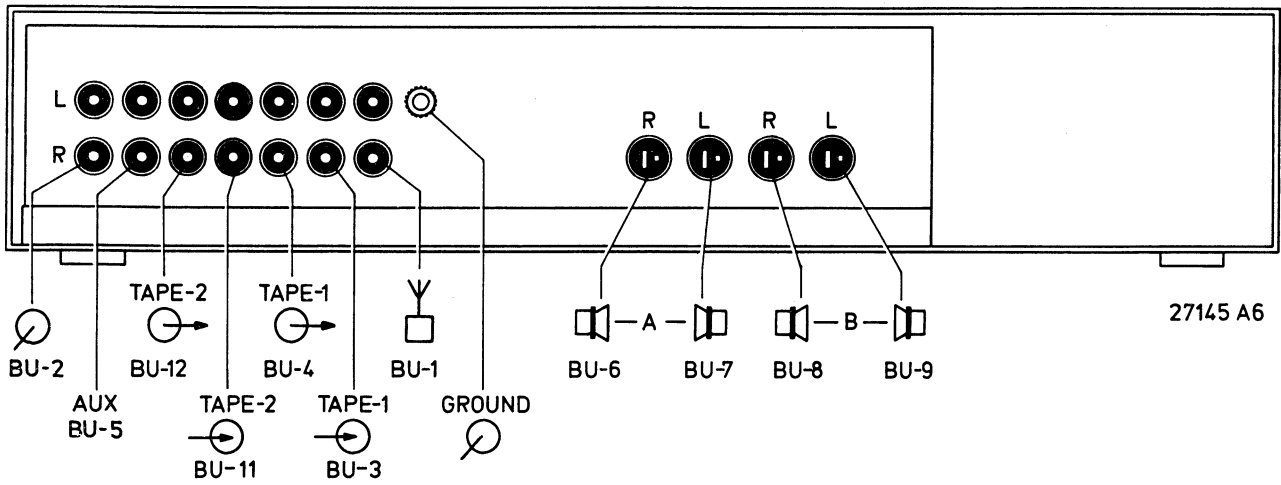 L
R
R L R L
TAPE-2 TAPE-1
27145 A6
A B
BU-2 BU-12 BU-4 BU-1 BU-6 BU-7 BU-8 BU-9
AUX TAPE-2 TAPE-1 GROUND
BU-5
BU-11 BU-3